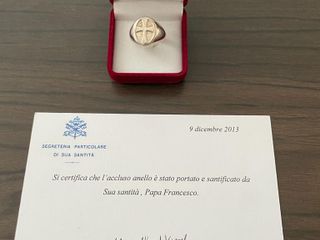 9 dicembre 2013
SEGRETERIA PARTICOLARE
DI SUA SANTITÀ
Si certifica che l'accluso anello è stato portato e santificato da
Sua santità , Papa Francesco.